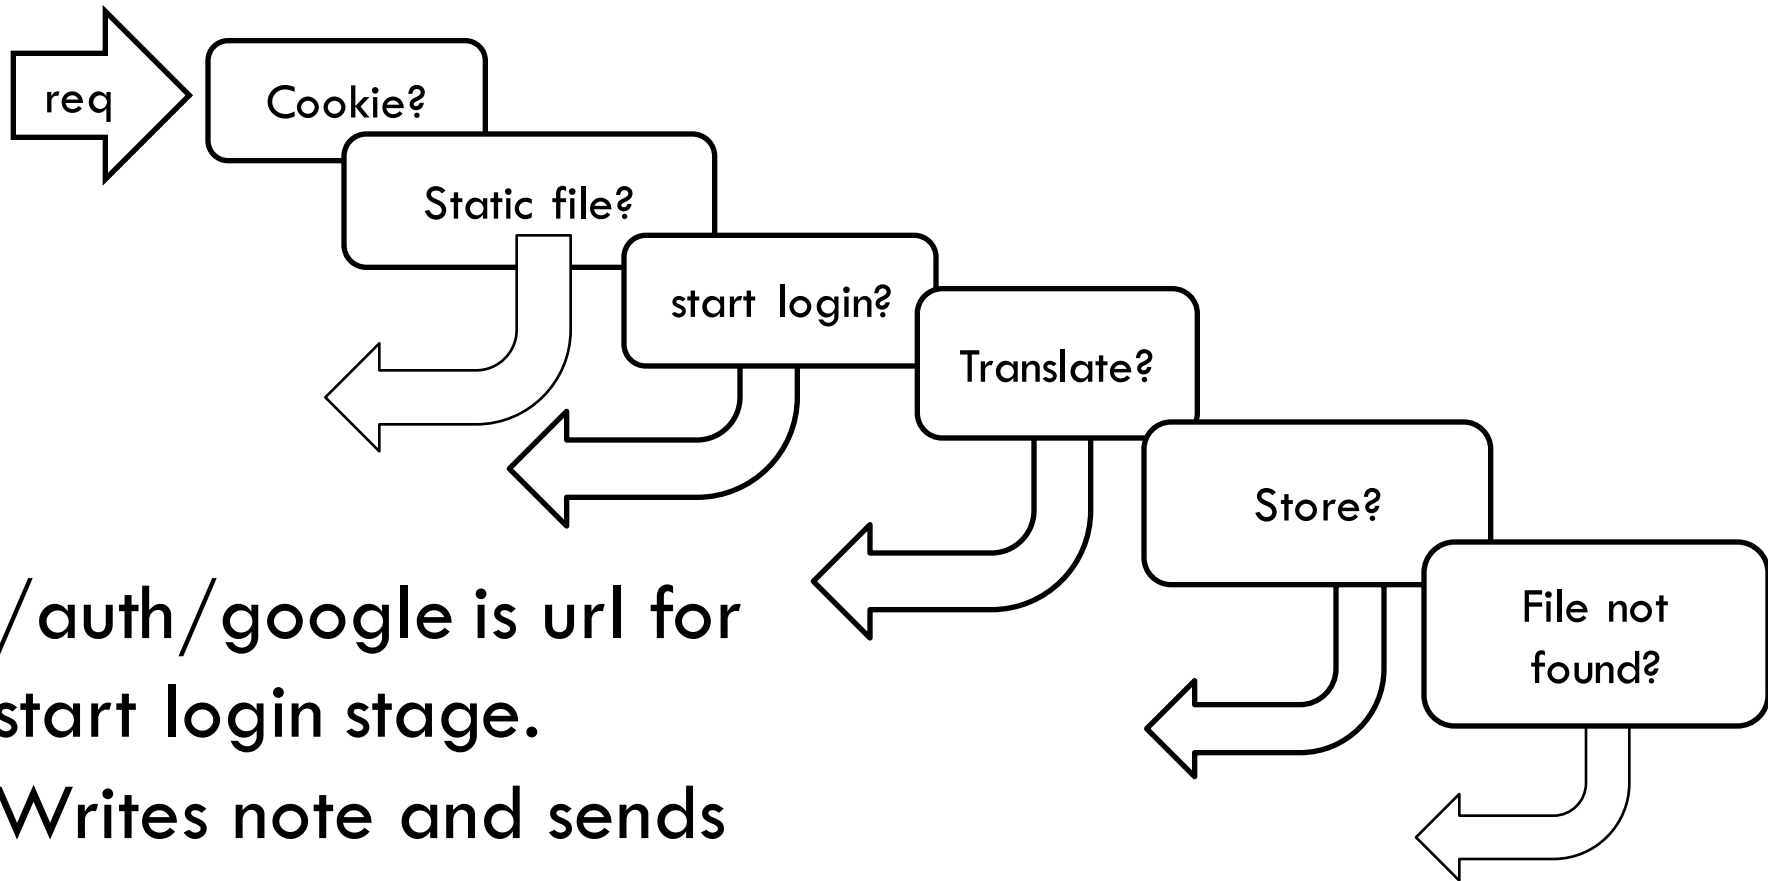 req
Cookie?
Static file?
start login?
Translate?
Store?
File not
found?
/auth/google is url for
start login stage.
Writes note and sends